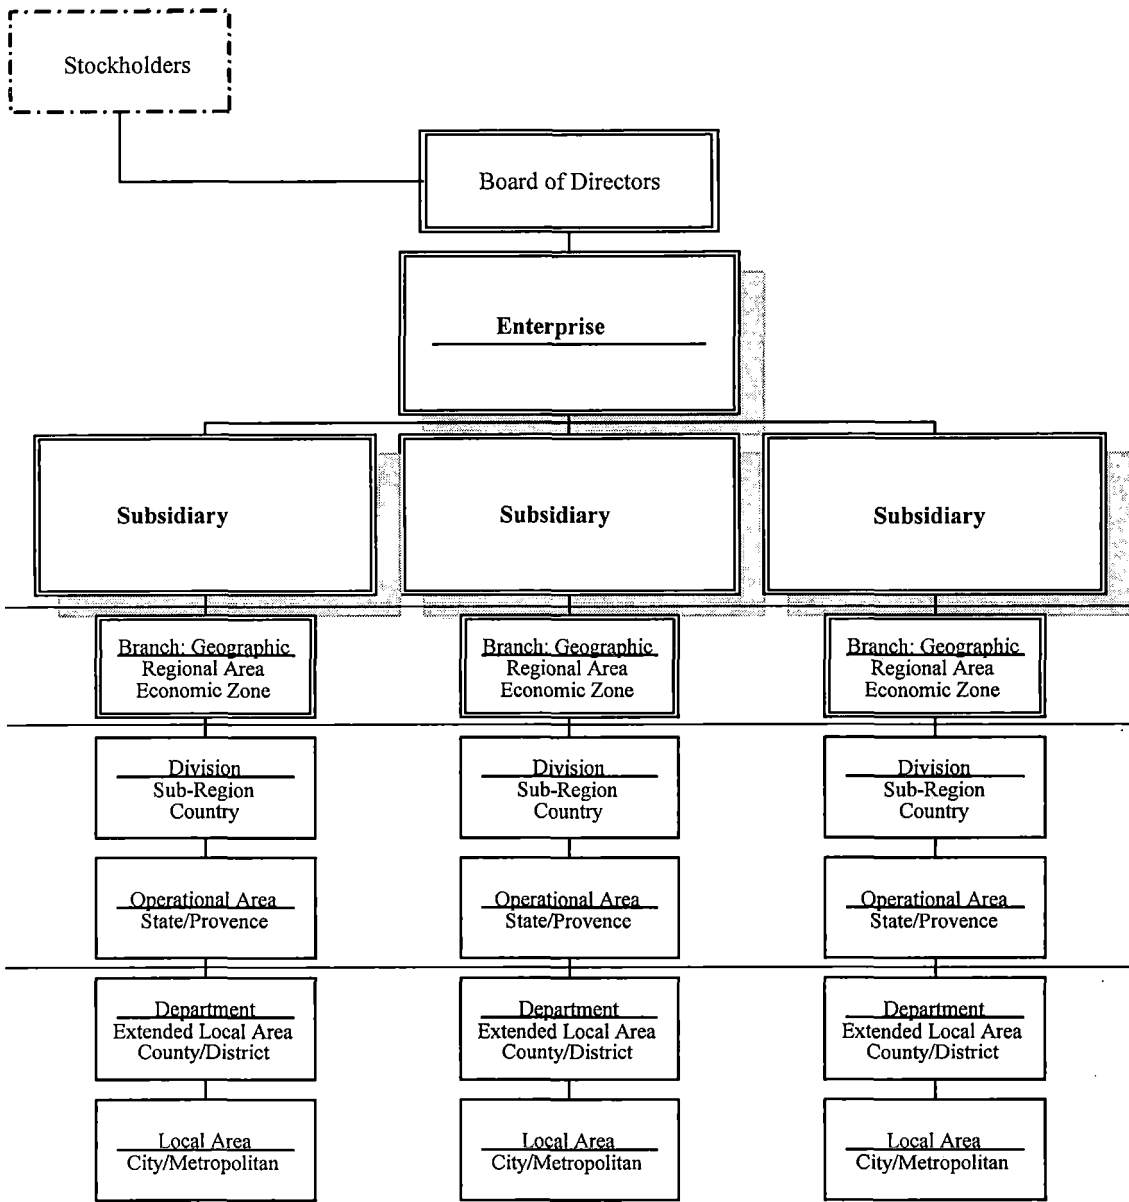 Stockholders
Board of Directors
Enterprise
Subsidiary
Subsidiary
Subsidiary
Branch: Geographic
Regional Area
Economic Zone
Branch: Geographic
Regional Area
Economic Zone
Branch: Geographic
Regional Area
Economic Zone
Division
Sub-Region
Country
Division
Sub-Region
Country
Division
Sub-Region
Country
Operational Area
State/Provence
Operational Area
State/Provence
Operational Area
State/Provence
Department
Extended Local Area
County/District
Department
Extended Local Area
County/District
Department
Extended Local Area
County/District
Local Area
City/Metropolitan
Local Area
City/Metropolitan
Local Area
City/Metropolitan